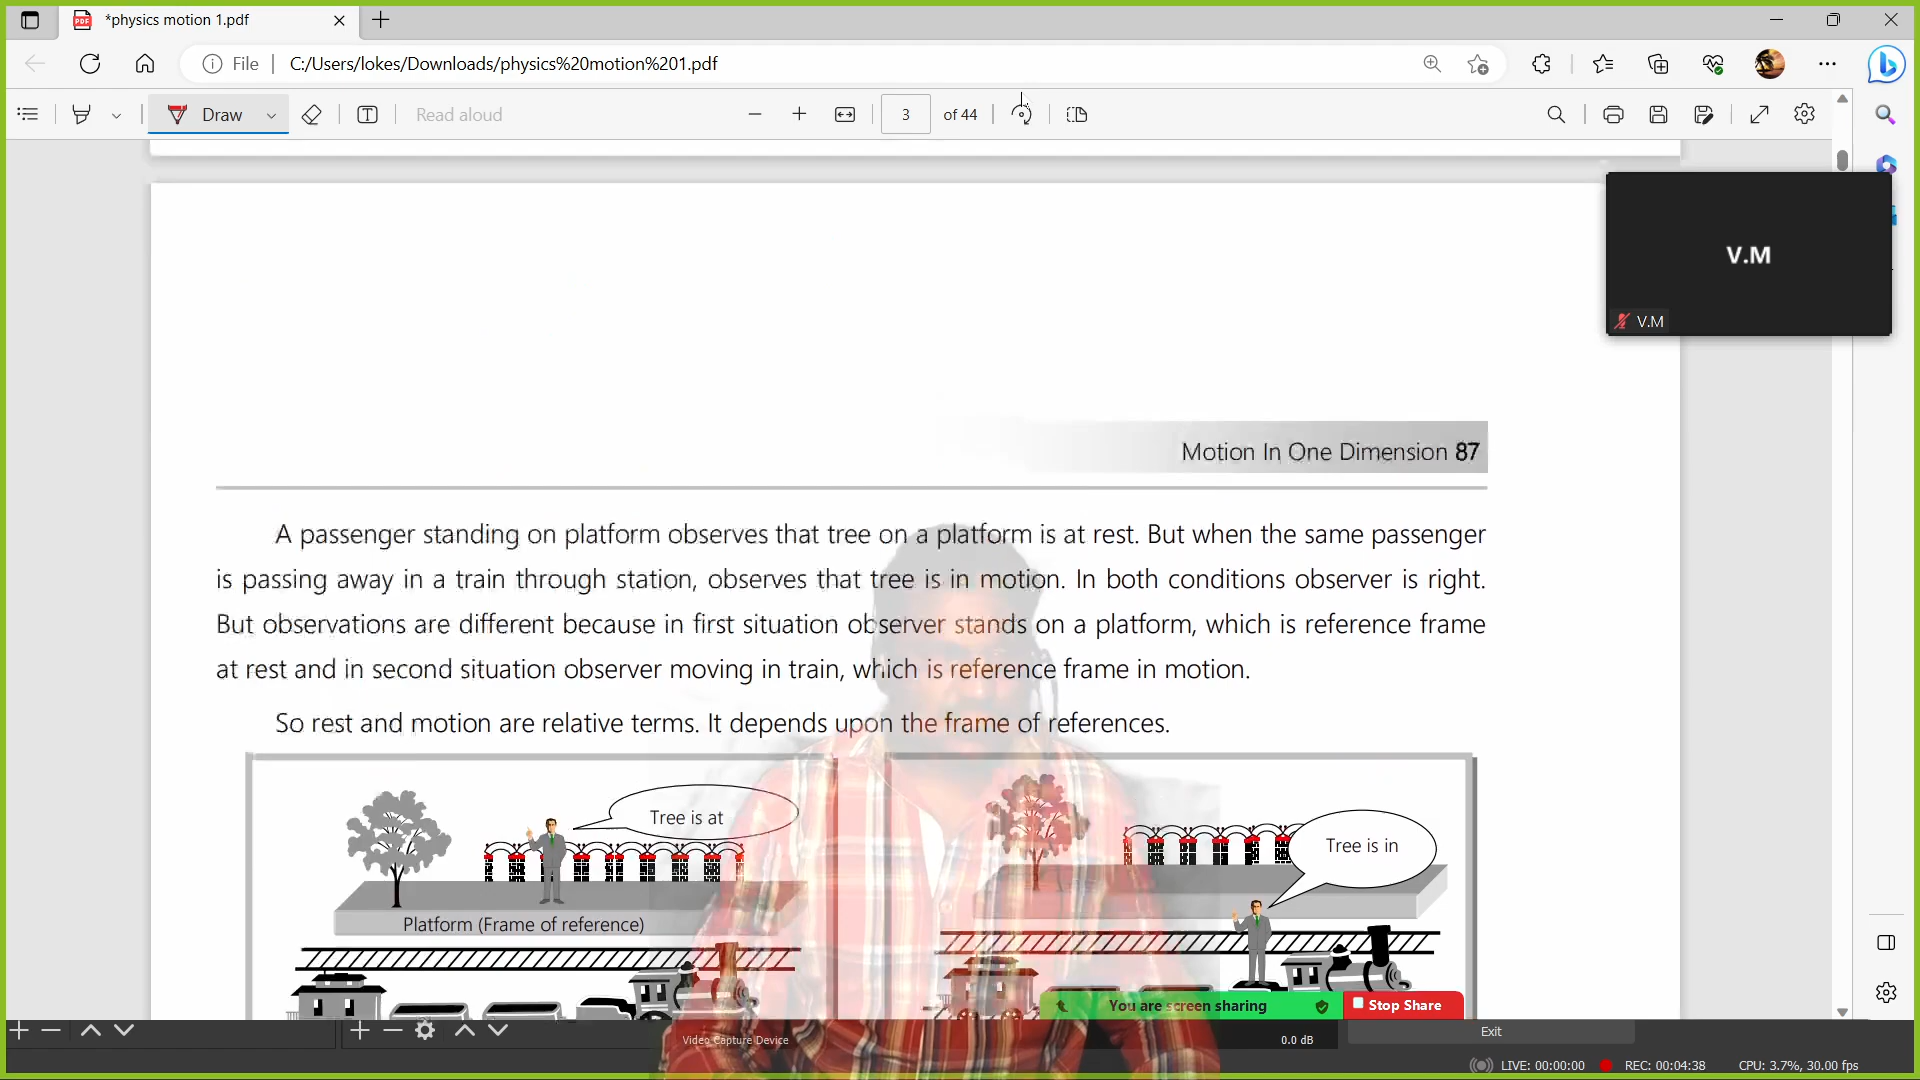 *physics motion 1.pdf
File
C:/Users/lokes/Downloads/physics%20motion%201.pdf
Draw
Read aloud
3
of 44
V.M
V.M
Motion In One Dimension 87
A passenger standing on platform observes that tree on a platform is at rest. But when the same passenger
is passing away in a train through station, observes that tree is in motion. In both conditions observer is right.
But observations are different because in first situation observer stands on a platform, which is reference frame
at rest and in second situation observer moving in train, which is reference frame in motion.
So rest and motion are relative terms. It depends upon the frame of references.
Tree is at
Tree is in
Platform (Frame of reference)
You are screen sharing
Stop Share
Exit
Video Capture Device
0.0 dB
LIVE: 00:00:00
REC: 00:04:38
CPU: 3.7%, 30.00 fps